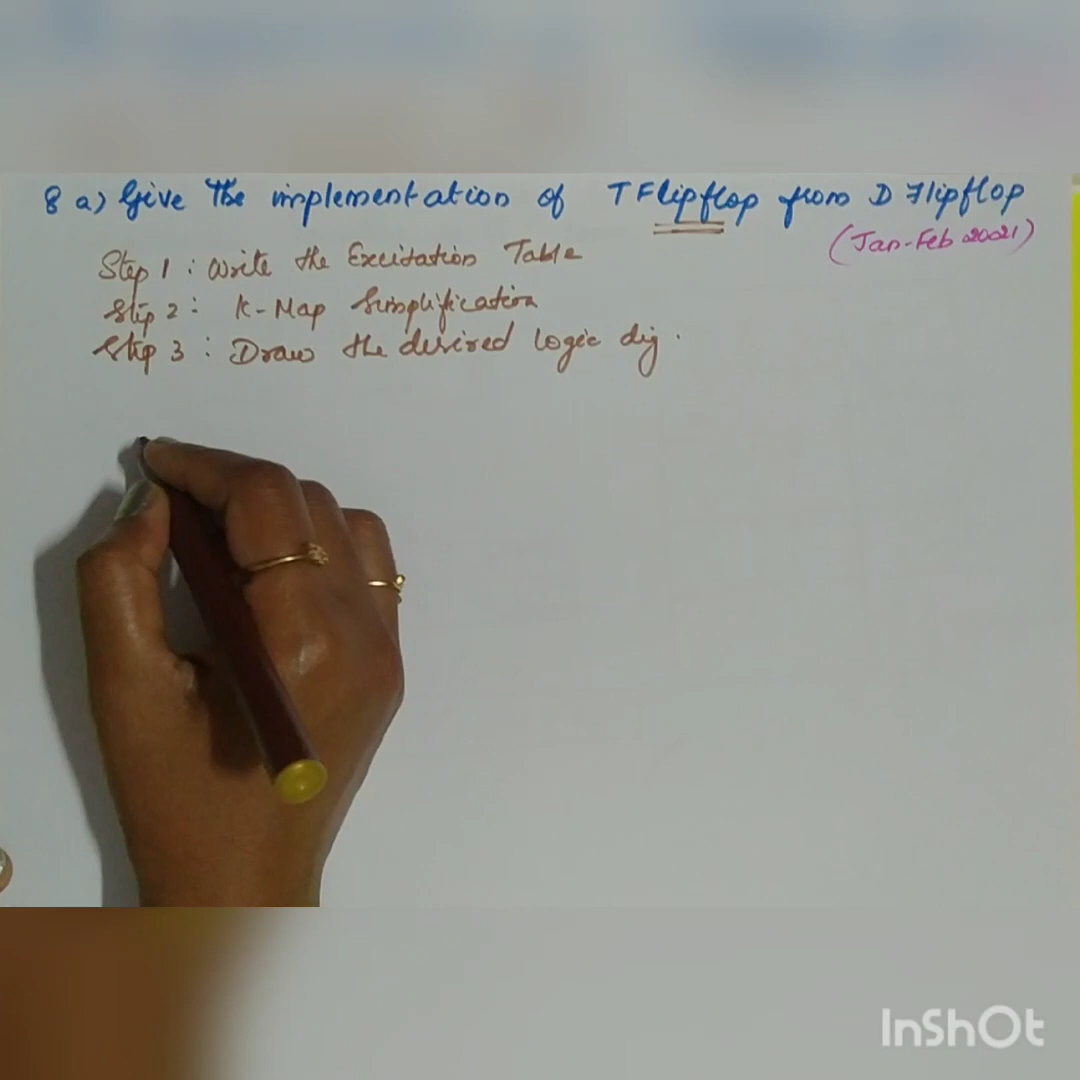 8 a) Give the implementation of T Flipflop from D Flipflop
(Jan-Feb 2021)
Step 1 : Write the Excitation Table
Step 2 : K-Map Simplification
Step 3 : Draw the desired logic dig.
InShOt